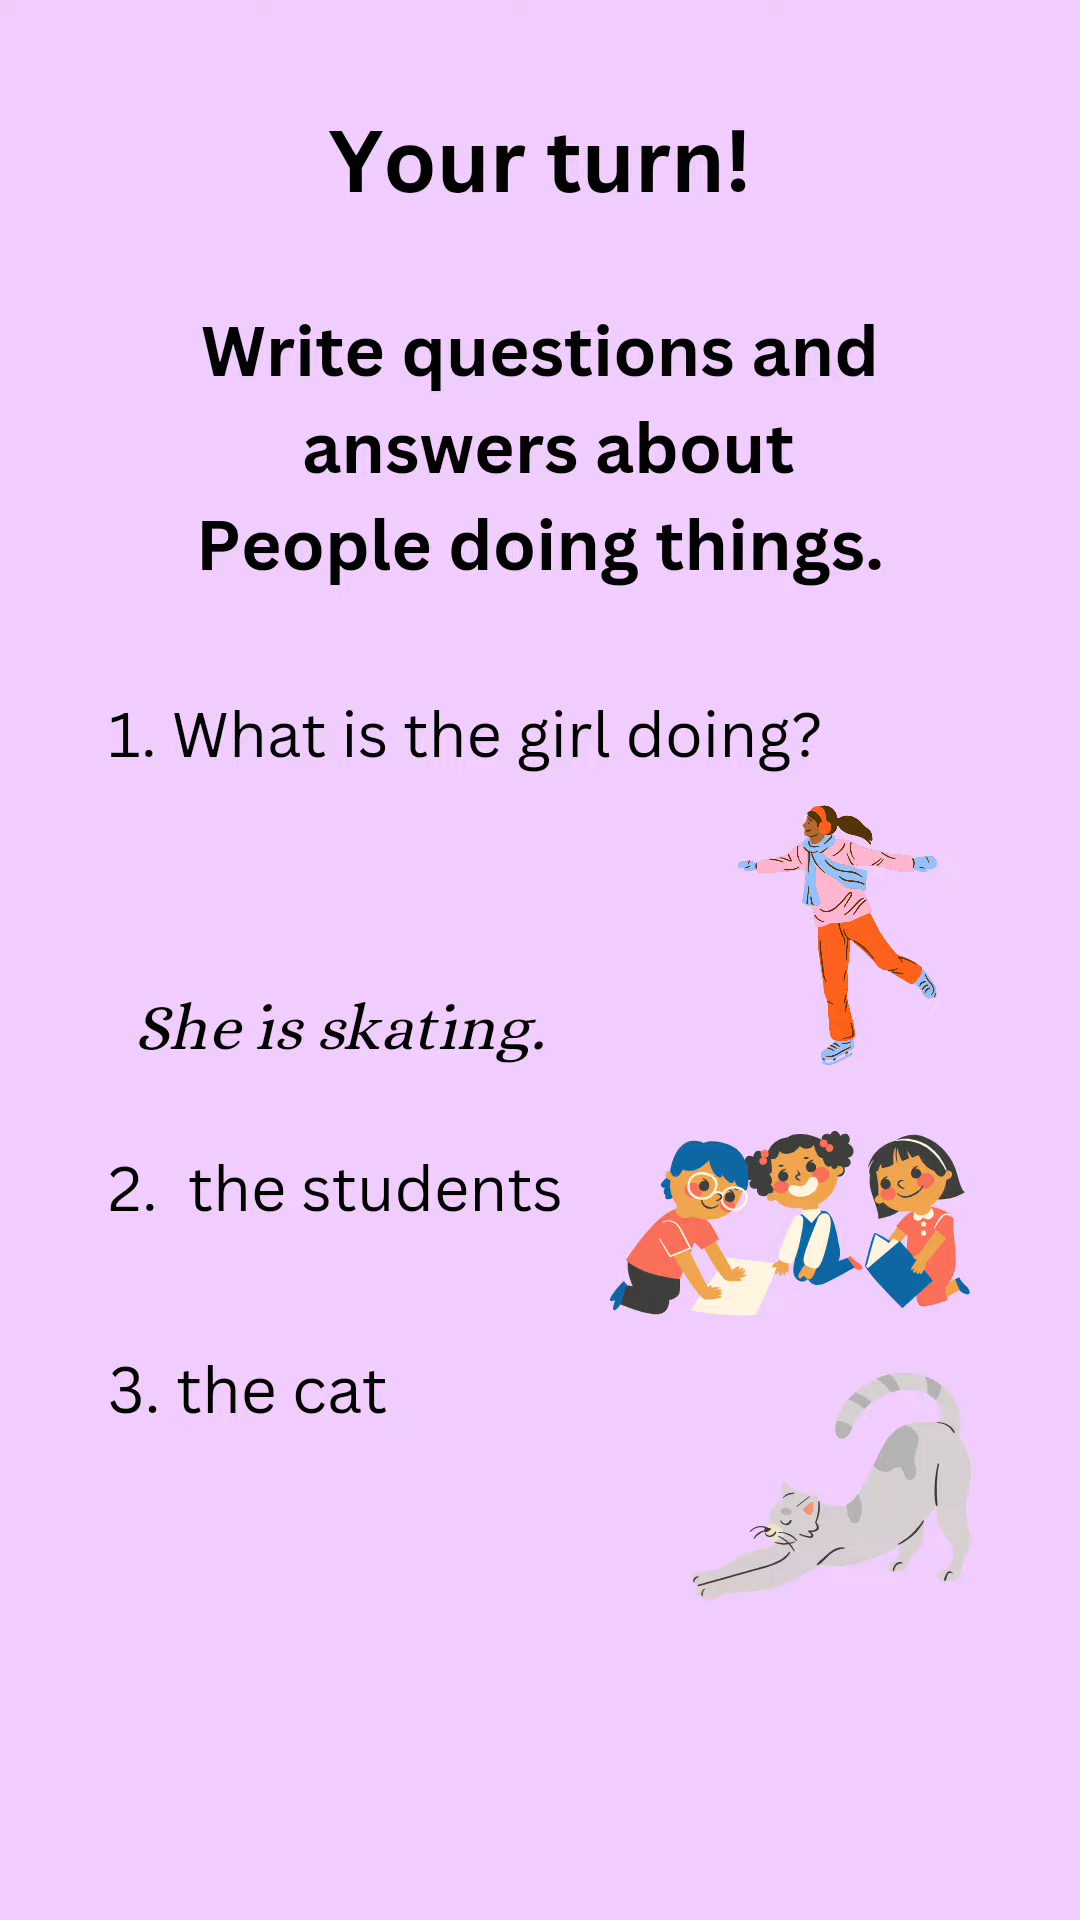 Your turn!
Write questions and
answers about
People doing things.
1. What is the girl doing?
She is skating.
2. the students
3. the cat